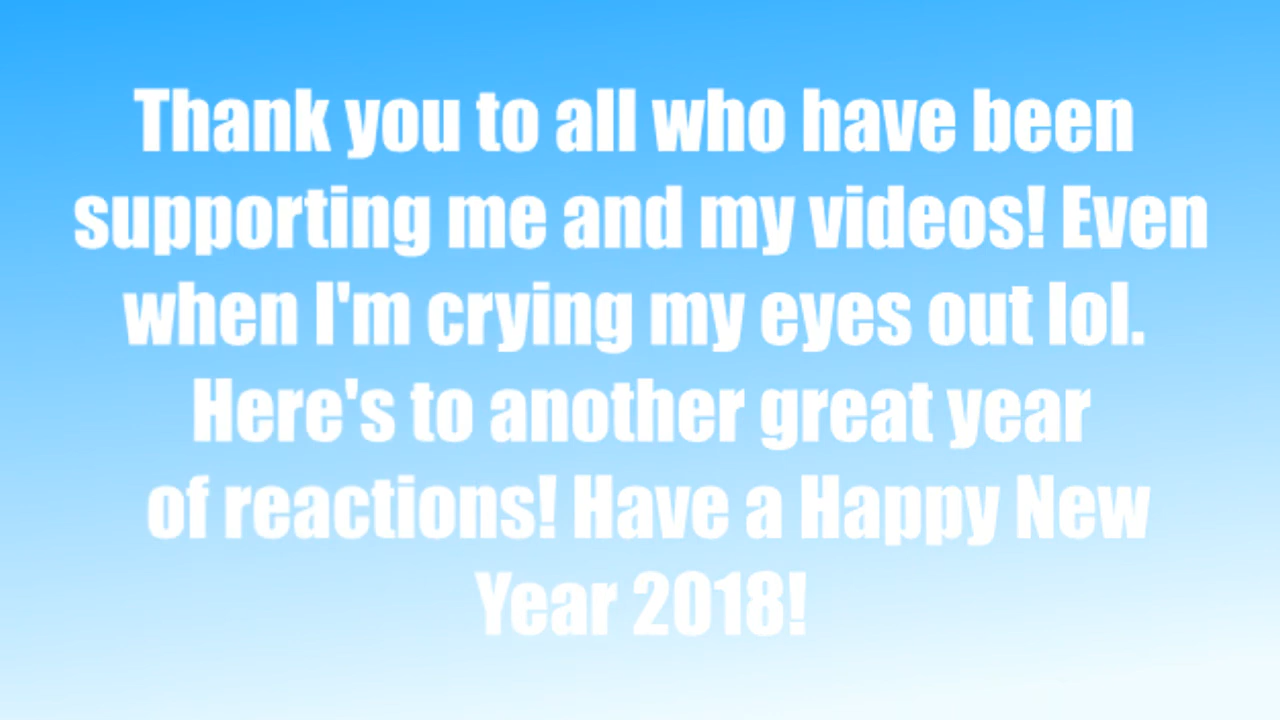 Thank you to all who have been
supporting me and my videos! Even
when I'm crying my eyes out lol.
Here's to another great year
of reactions! Have a Happy New
Year 2018!